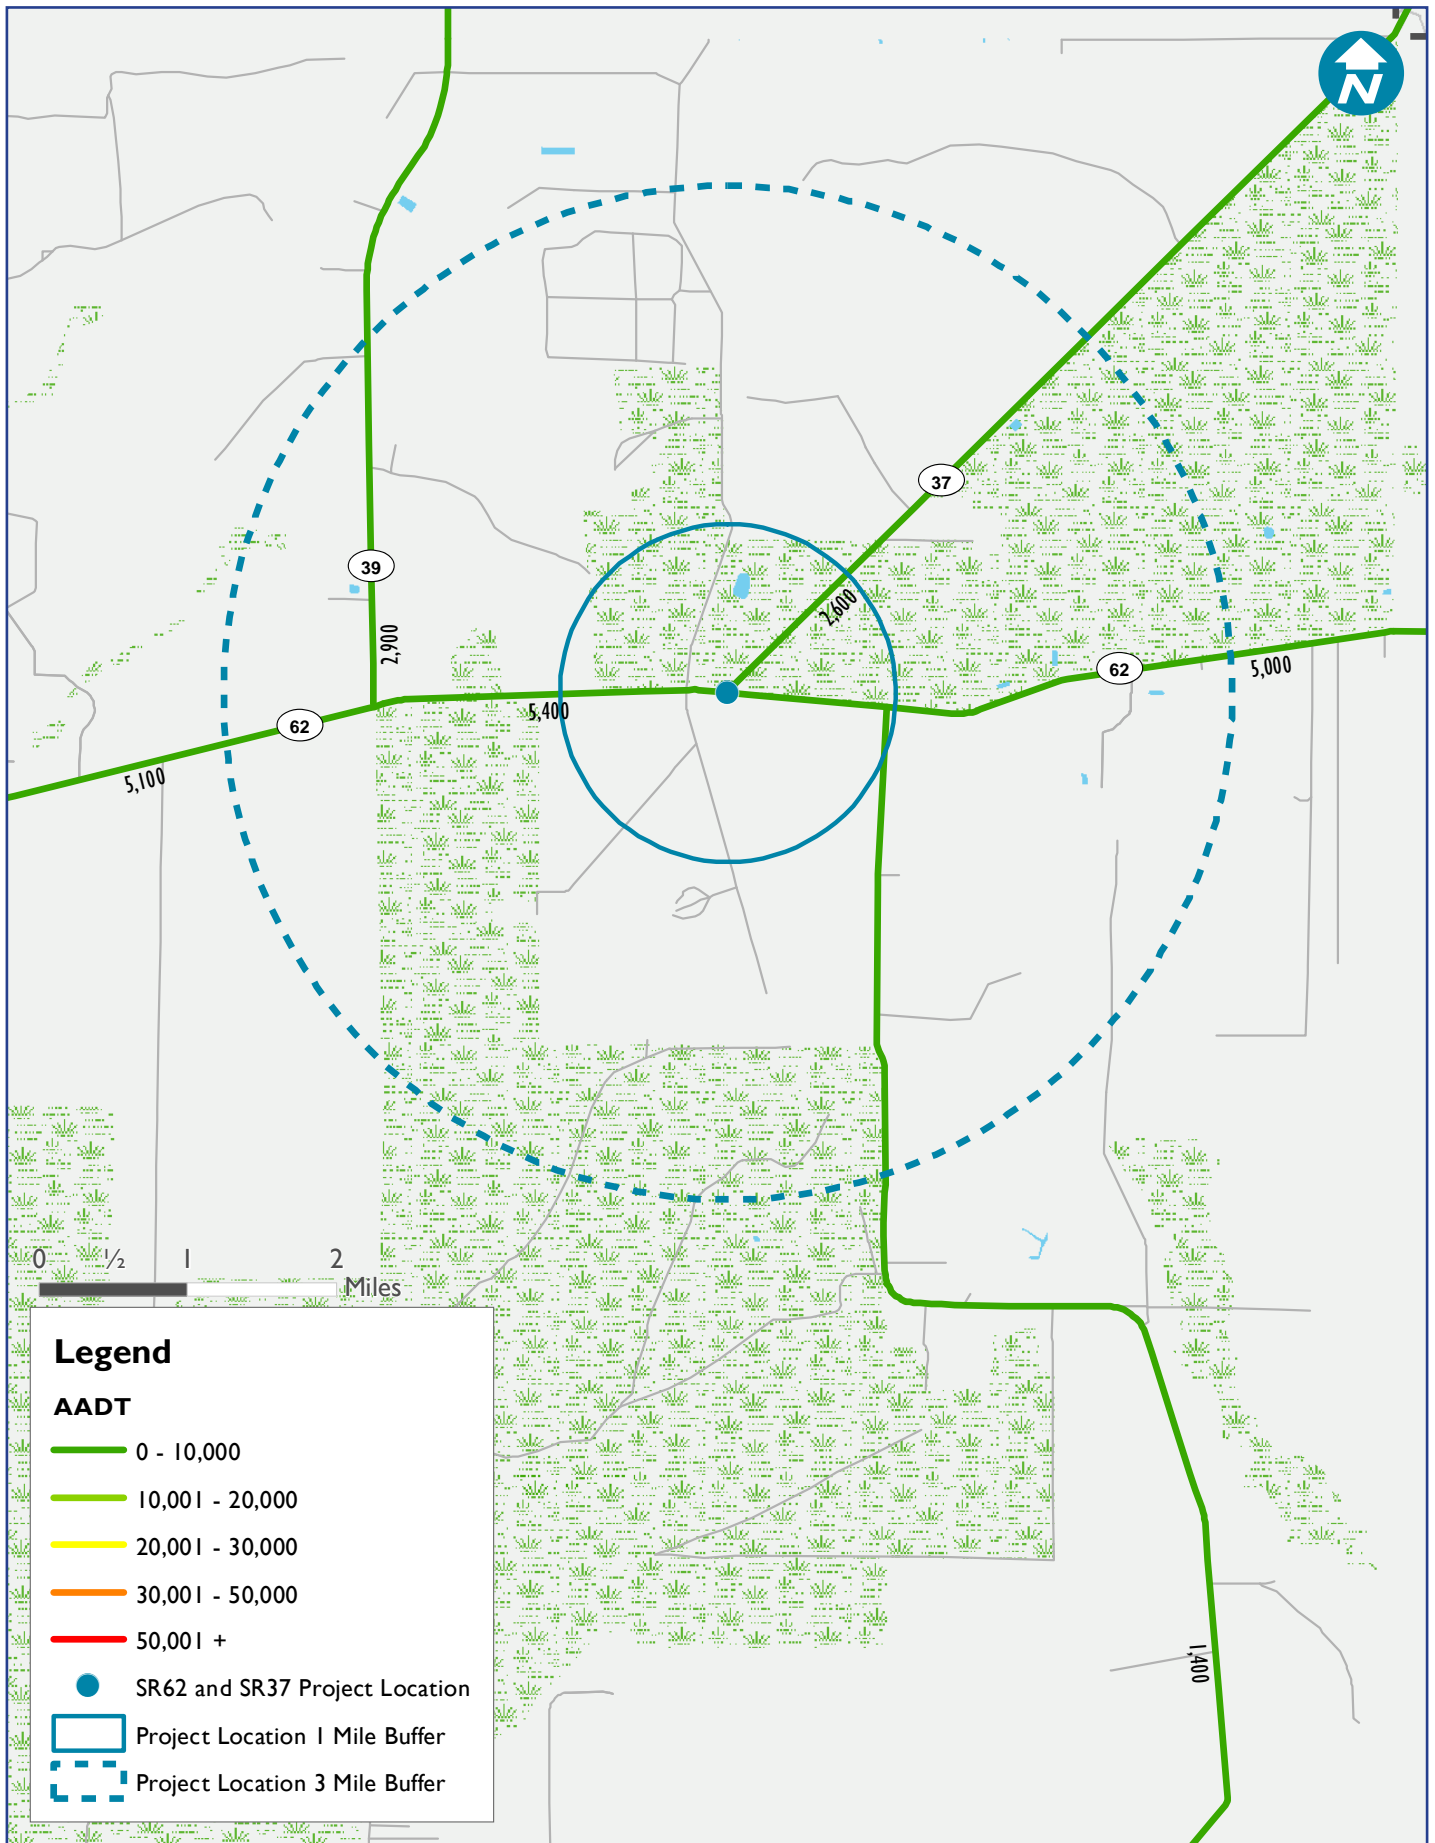 N
37
39
2,600
2,900
62
5,000
5,400
62
5,100
0 ½ 1 2
Miles
Legend
AADT
0 - 10,000
10,001 - 20,000
20,001 - 30,000
30,001 - 50,000
50,001 +
1,400
SR62 and SR37 Project Location
Project Location 1 Mile Buffer
Project Location 3 Mile Buffer